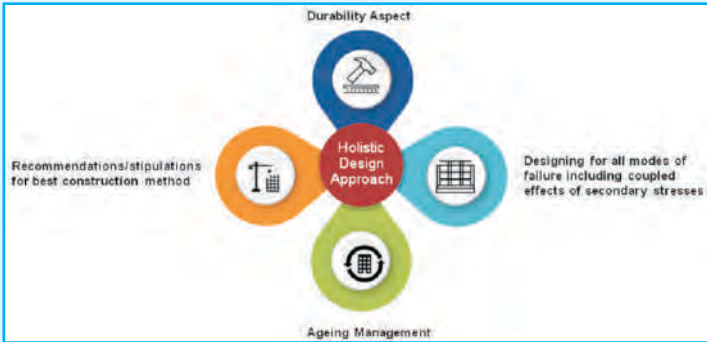 Durability Aspect
Holistic
Design
Approach
Recommendations/stipulations
for best construction method
Designing for all modes of
failure including coupled
effects of secondary stresses
Ageing Management